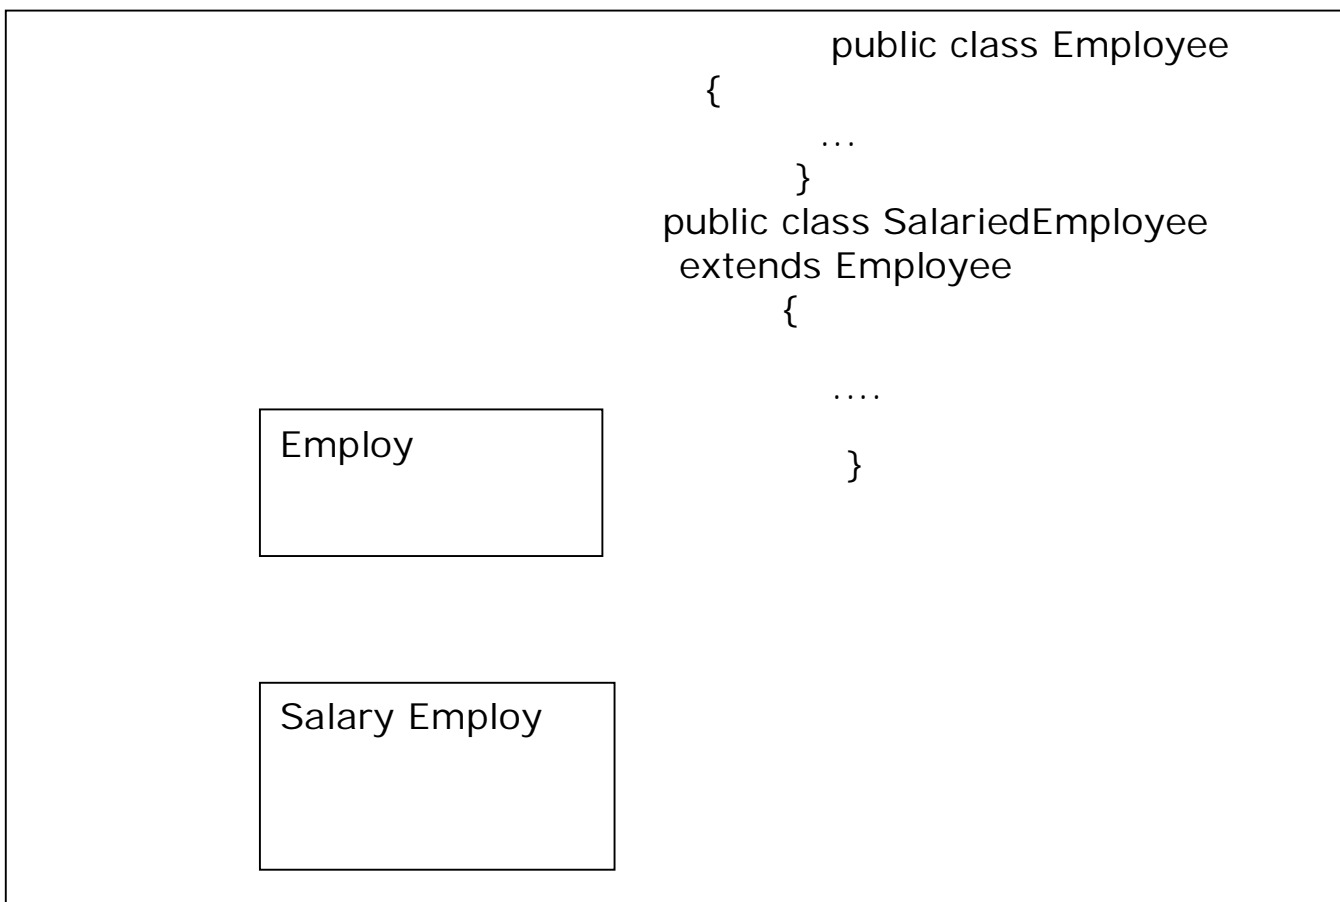 public class Employee
{
...
}
public class SalariedEmployee
extends Employee
{
....
}
Employ
Salary Employ